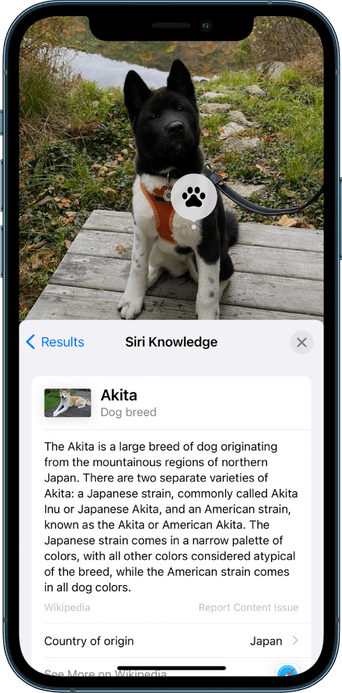 Results
Siri Knowledge
Akita
Dog breed
The Akita is a large breed of dog originating
from the mountainous regions of northern
Japan. There are two separate varieties of
Akita: a Japanese strain, commonly called Akita
Inu or Japanese Akita, and an American strain,
known as the Akita or American Akita. The
Japanese strain comes in a narrow palette of
colors, with all other colors considered atypical
of the breed, while the American strain comes
in all dog colors.
Wikipedia Report Content Issue
Country of origin Japan
See More on Wikipedia